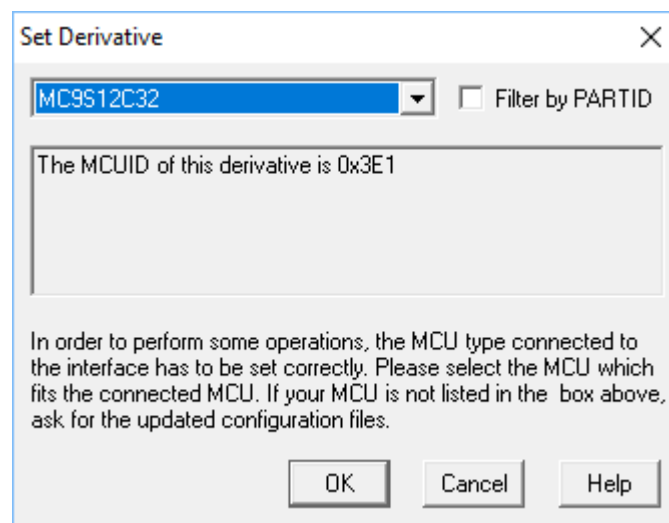 Set Derivative
MC9S12C32 Filter by PARTID
The MCUID of this derivative is 0x3E1
In order to perform some operations, the MCU type connected to
the interface has to be set correctly. Please select the MCU which
fits the connected MCU. If your MCU is not listed in the  box above,
ask for the updated configuration files.
OK Cancel Help